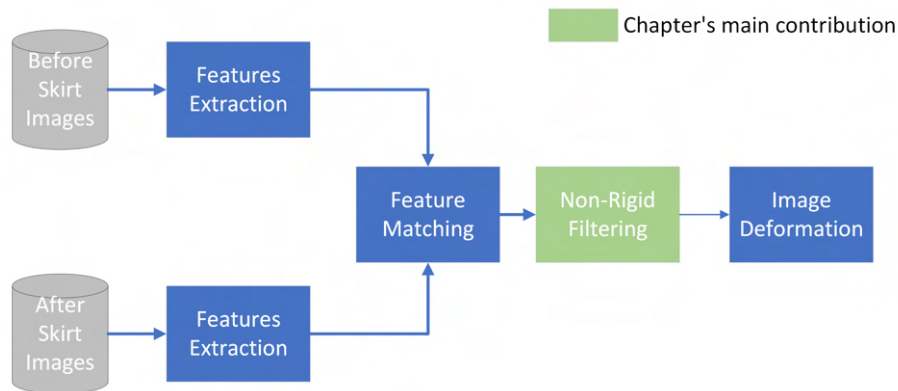 Chapter's main contribution
Before
Skirt
Images
Features
Extraction
Feature
Matching
Non-Rigid
Filtering
Image
Deformation
After
Skirt
Images
Features
Extraction